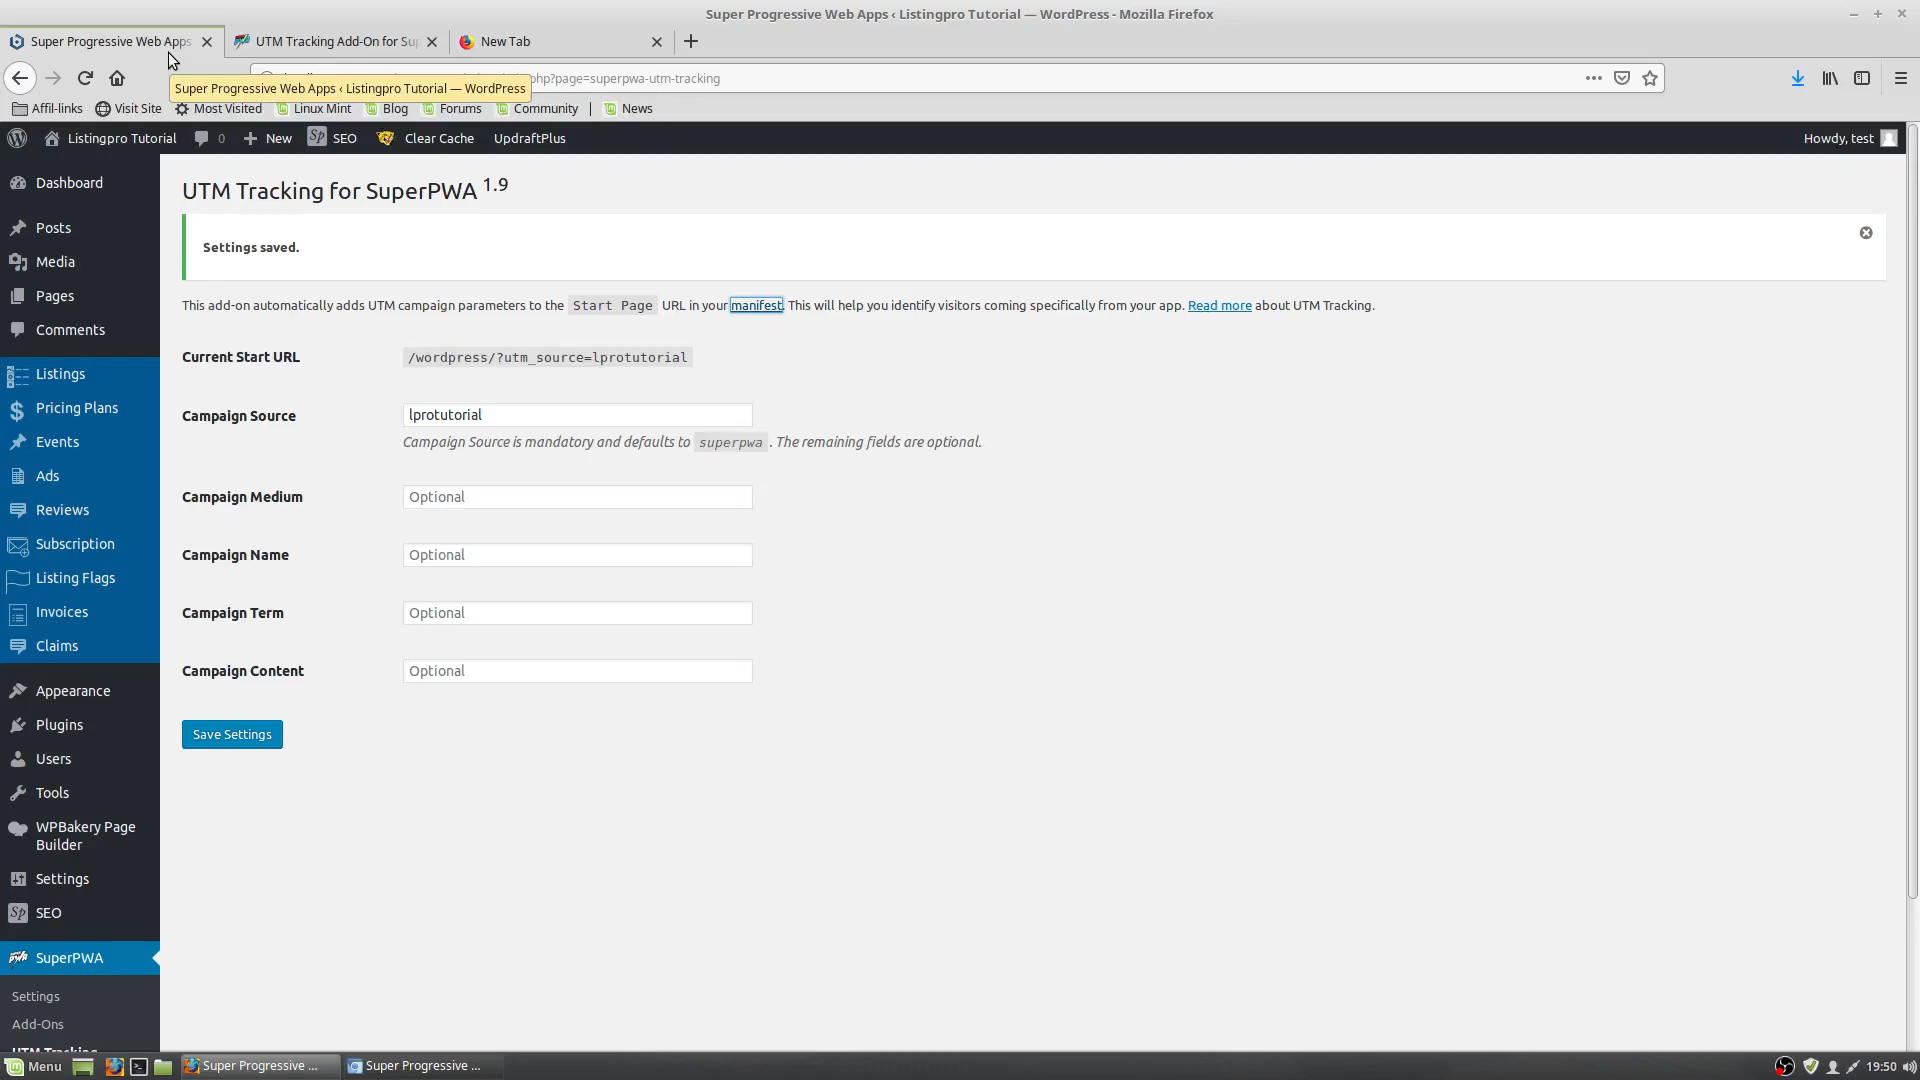 Super Progressive Web Apps ‹ Listingpro Tutorial — WordPress - Mozilla Firefox
Super Progressive Web Apps
UTM Tracking Add-On for Sup
New Tab
php?page=superpwa-utm-tracking
Super Progressive Web Apps ‹ Listingpro Tutorial — WordPress
Affil-links
Visit Site
Most Visited
Linux Mint
Blog
Forums
Community
News
Listingpro Tutorial
0
New
SEO
Clear Cache
UpdraftPlus
Howdy, test
Dashboard
Posts
Media
Pages
Comments
Listings
Pricing Plans
Events
Ads
Reviews
Subscription
Listing Flags
Invoices
Claims
Appearance
Plugins
Users
Tools
WPBakery Page
Builder
Settings
SEO
SuperPWA
Settings
Add-Ons
UTM Tracking
UTM Tracking for SuperPWA 1.9
Settings saved.
This add-on automatically adds UTM campaign parameters to the Start Page URL in your manifest. This will help you identify visitors coming specifically from your app. Read more about UTM Tracking.
Current Start URL
/wordpress/?utm_source=lprotutorial
Campaign Source
lprotutorial
Campaign Source is mandatory and defaults to superpwa . The remaining fields are optional.
Campaign Medium
Optional
Campaign Name
Optional
Campaign Term
Optional
Campaign Content
Optional
Save Settings
Menu
Super Progressive ...
Super Progressive ...
19:50